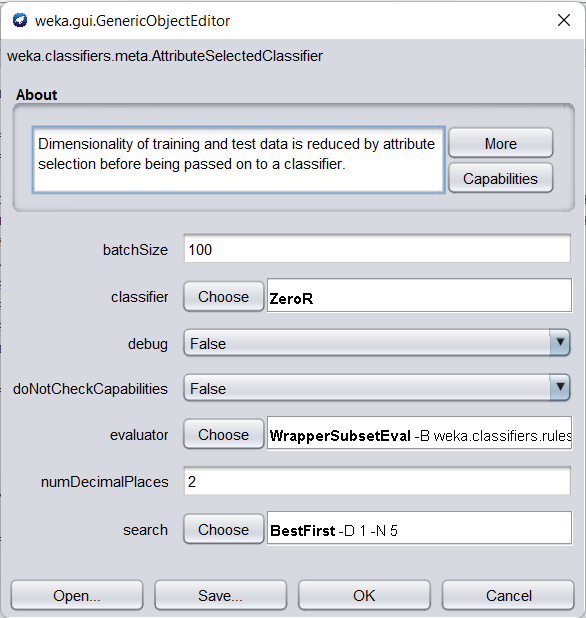 weka.gui.GenericObjectEditor
weka.classifiers.meta.AttributeSelectedClassifier
About
Dimensionality of training and test data is reduced by attribute
selection before being passed on to a classifier.
More
Capabilities
batchSize 100
classifier Choose ZeroR
debug False
doNotCheckCapabilities False
evaluator Choose WrapperSubsetEval -B weka.classifiers.rules
numDecimalPlaces 2
search Choose BestFirst -D 1 -N 5
Open... Save... OK Cancel